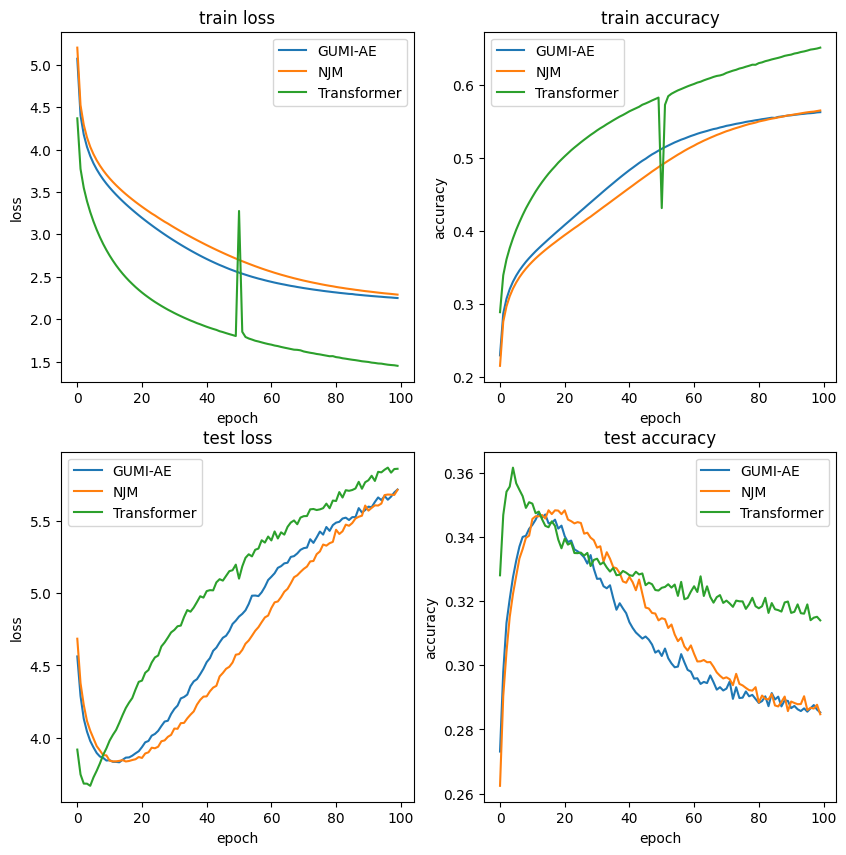 train loss
GUMI-AE
NJM
Transformer
5.0
4.5
4.0
3.5
3.0
2.5
2.0
1.5
0 20 40 60 80 100
loss
epoch
train accuracy
GUMI-AE
NJM
Transformer
0.6
0.5
0.4
0.3
0.2
0 20 40 60 80 100
accuracy
epoch
test loss
GUMI-AE
NJM
Transformer
5.5
5.0
4.5
4.0
0 20 40 60 80 100
loss
epoch
test accuracy
GUMI-AE
NJM
Transformer
0.36
0.34
0.32
0.30
0.28
0.26
0 20 40 60 80 100
accuracy
epoch